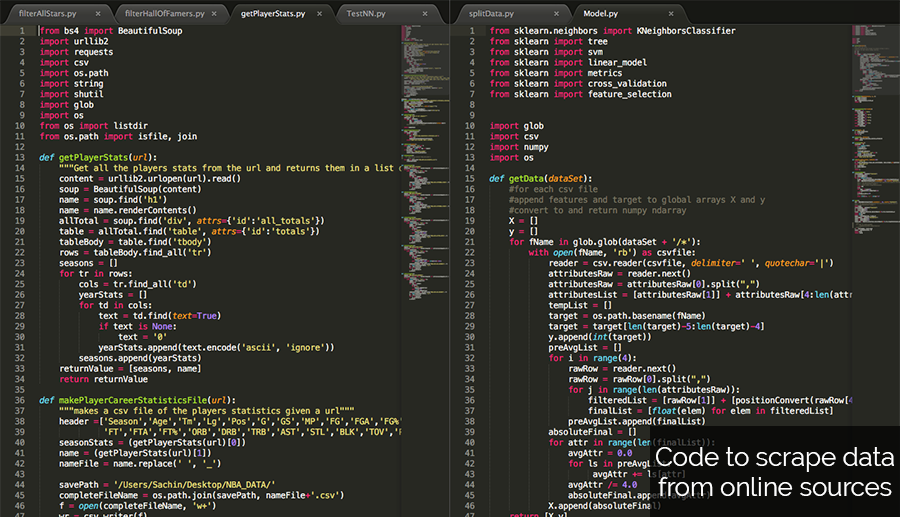 filterAllStars.py × filterHallOfFamers.py × getPlayerStats.py × TestNN.py ×
1 from bs4 import BeautifulSoup
2 import urllib2
3 import requests
4 import csv
5 import os.path
6 import string
7 import shutil
8 import glob
9 import os
10 from os import listdir
11 from os.path import isfile, join
12
13 def getPlayerStats(url):
14 """Get all the players stats from the url and returns them in a list
15 content = urllib2.urlopen(url).read()
16 soup = BeautifulSoup(content)
17 name = soup.find('h1')
18 name = name.renderContents()
19 allTotal = soup.find('div', attrs={'id':'all_totals'})
20 table = allTotal.find('table', attrs={'id':'totals'})
21 tableBody = table.find('tbody')
22 rows = tableBody.find_all('tr')
23 seasons = []
24 for tr in rows:
25 cols = tr.find_all('td')
26 yearStats = []
27 for td in cols:
28 text = td.find(text=True)
29 if text is None:
30 text = '0'
31 yearStats.append(text.encode('ascii', 'ignore'))
32 seasons.append(yearStats)
33 returnValue = [seasons, name]
34 return returnValue
35
36 def makePlayerCareerStatisticsFile(url):
37 """makes a csv file of the players statistics given a url"""
38 header =['Season','Age','Tm','Lg','Pos','G','GS','MP','FG','FGA','FG%
39 'FT','FTA','FT%','ORB','DRB','TRB','AST','STL','BLK','TOV','
40 seasonStats = (getPlayerStats(url)[0])
41 name = (getPlayerStats(url)[1])
42 nameFile = name.replace(' ', '_')
43
44 savePath = '/Users/Sachin/Desktop/NBA_DATA/'
45 completeFileName = os.path.join(savePath, nameFile+'.csv')
46 f = open(completeFileName, 'w+')
47 wr = csv.writer(f)
splitData.py × Model.py ×
1 from sklearn.neighbors import KNeighborsClassifier
2 from sklearn import tree
3 from sklearn import svm
4 from sklearn import linear_model
5 from sklearn import metrics
6 from sklearn import cross_validation
7 from sklearn import feature_selection
8
9
10 import glob
11 import csv
12 import numpy
13 import os
14
15 def getData(dataSet):
16 #for each csv file
17 #append features and target to global arrays X and y
18 #convert to and return numpy ndarray
19 X = []
20 y = []
21 for fName in glob.glob(dataSet + '/*'):
22 with open(fName, 'rb') as csvfile:
23 reader = csv.reader(csvfile, delimiter=' ', quotechar='|')
24 attributesRaw = reader.next()
25 attributesRaw = attributesRaw[0].split(",")
26 attributesList = [attributesRaw[1]] + attributesRaw[4:len(attr
27 tempList = []
28 target = os.path.basename(fName)
29 target = target[len(target)-5:len(target)-4]
30 y.append(int(target))
31 preAvgList = []
32 for i in range(4):
33 rawRow = reader.next()
34 rawRow = rawRow[0].split(",")
35 for j in range(len(attributesRaw)):
36 filteredList = [rawRow[1]] + [positionConvert(rawRow[4
37 finalList = [float(elem) for elem in filteredList]
38 preAvgList.append(finalList)
39 absoluteFinal = []
40 for attr in range(len(finalList)):
41 avgAttr = 0.0
42 for ls in preAvgList
43 avgAttr += ls[attr]
44 avgAttr /= 4.0
45 absoluteFinal.append(avgAttr)
46 X.append(absoluteFinal)
47 return [X,y]
Code to scrape data
from online sources